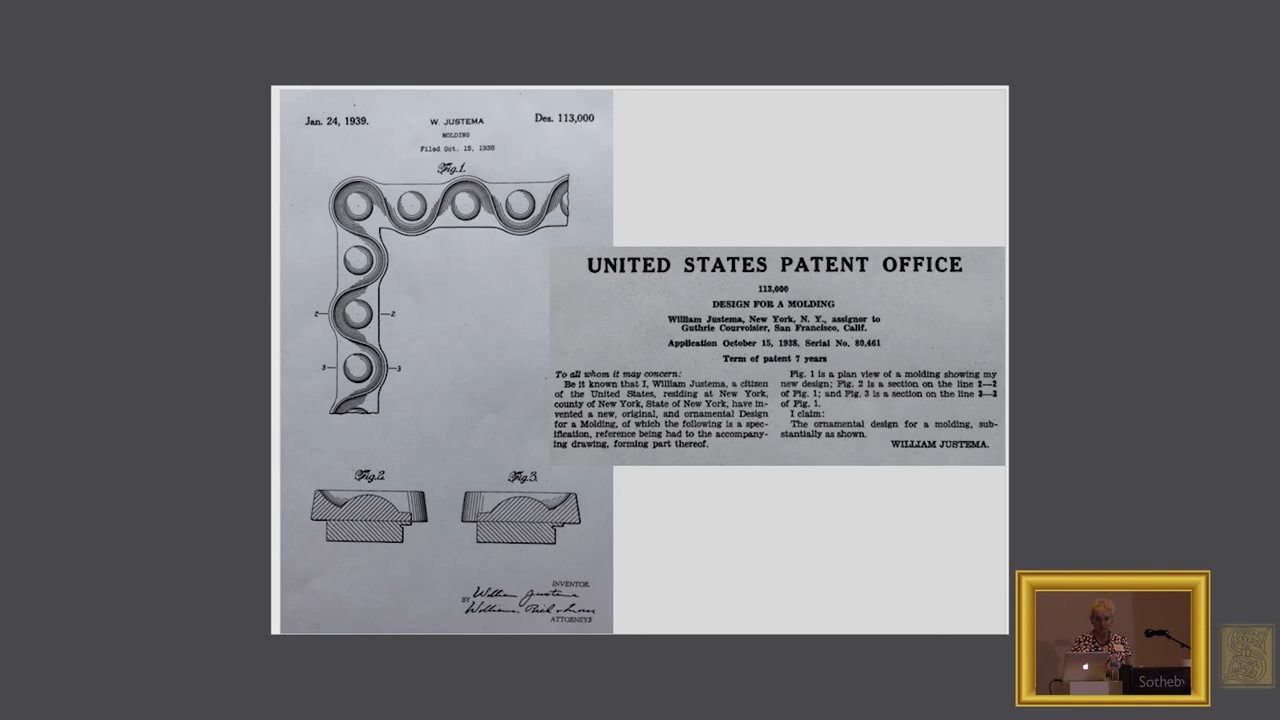 Jan. 24, 1939.
W. JUSTEMA
Des. 113,000
MOLDING
Filed Oct. 15, 1938
Fig.1.
2
2
3
3
Fig.2.
Fig.3.
INVENTOR
BY William Justema
William,
ATTORNEYS
UNITED STATES PATENT OFFICE
113,000
DESIGN FOR A MOLDING
William Justema, New York, N. Y., assignor to
Guthrie Courvoisier, San Francisco, Calif.
Application October 15, 1938, Serial No. 80,461
Term of patent 7 years
To all whom it may concern:
Be it known that I, William Justema, a citizen
of the United States, residing at New York,
county of New York, State of New York, have in-
vented a new, original, and ornamental Design
for a Molding, of which the following is a spec-
ification, reference being had to the accompany-
ing drawing, forming part thereof.
Fig. 1 is a plan view of a molding showing my
new design; Fig. 2 is a section on the line 2—2
of Fig. 1; and Fig. 3 is a section on the line 3—3
of Fig. 1.
I claim:
The ornamental design for a molding, sub-
stantially as shown.
WILLIAM JUSTEMA.
Sotheby
S